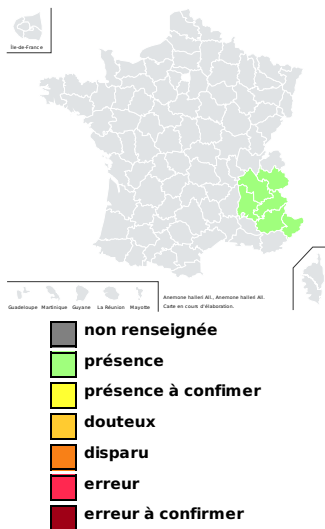 Île-de-France
Guadeloupe Martinique Guyane La Réunion Mayotte
Anemone halleri All., Anemone halleri All.
Carte en cours d'élaboration.
non renseignée
présence
présence à confimer
douteux
disparu
erreur
erreur à confirmer